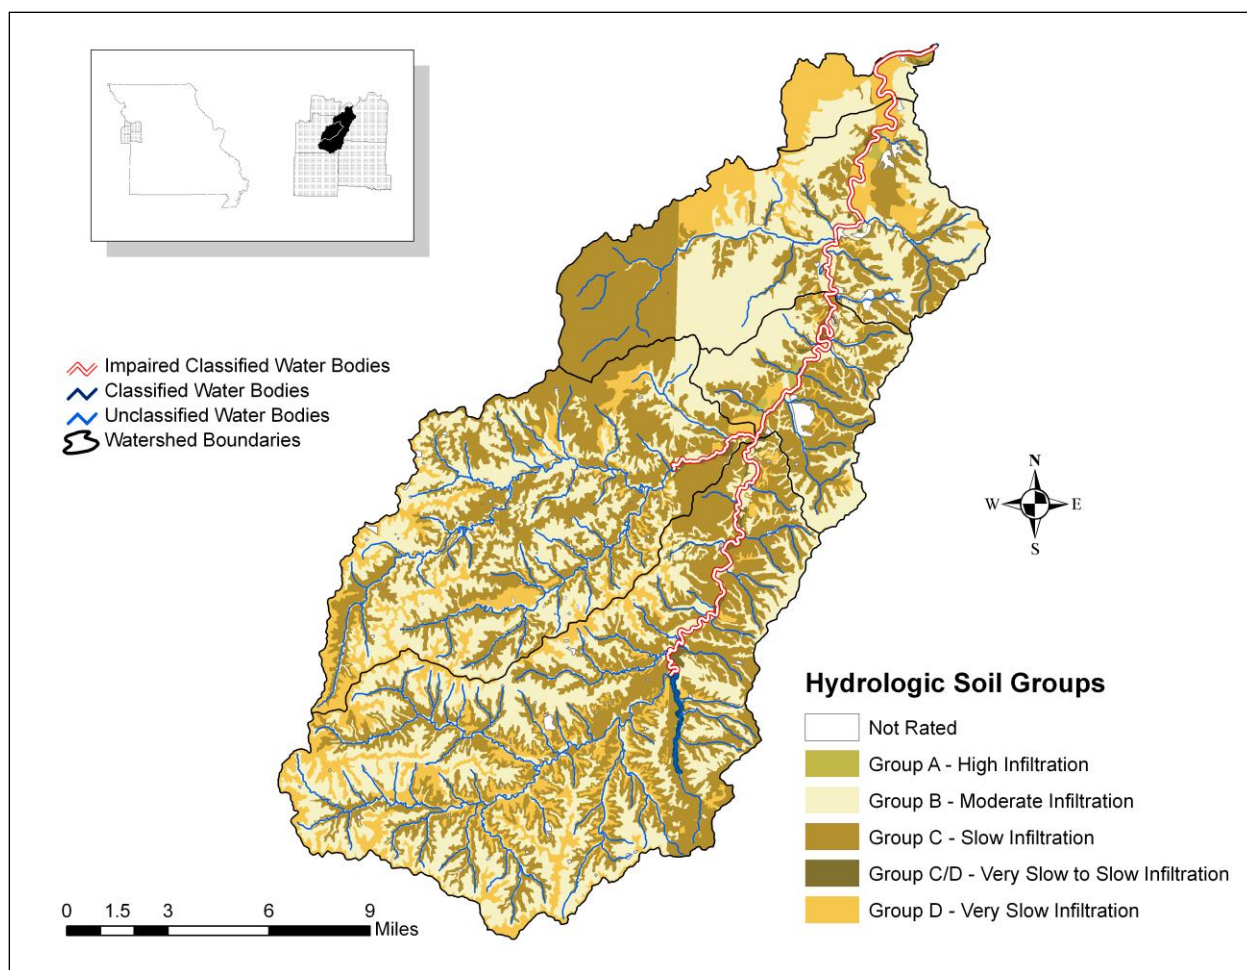 Impaired Classified Water Bodies
Classified Water Bodies
Unclassified Water Bodies
Watershed Boundaries
N
W E
S
Hydrologic Soil Groups
Not Rated
Group A - High Infiltration
Group B - Moderate Infiltration
Group C - Slow Infiltration
Group C/D - Very Slow to Slow Infiltration
Group D - Very Slow Infiltration
0 1.5 3 6 9
Miles